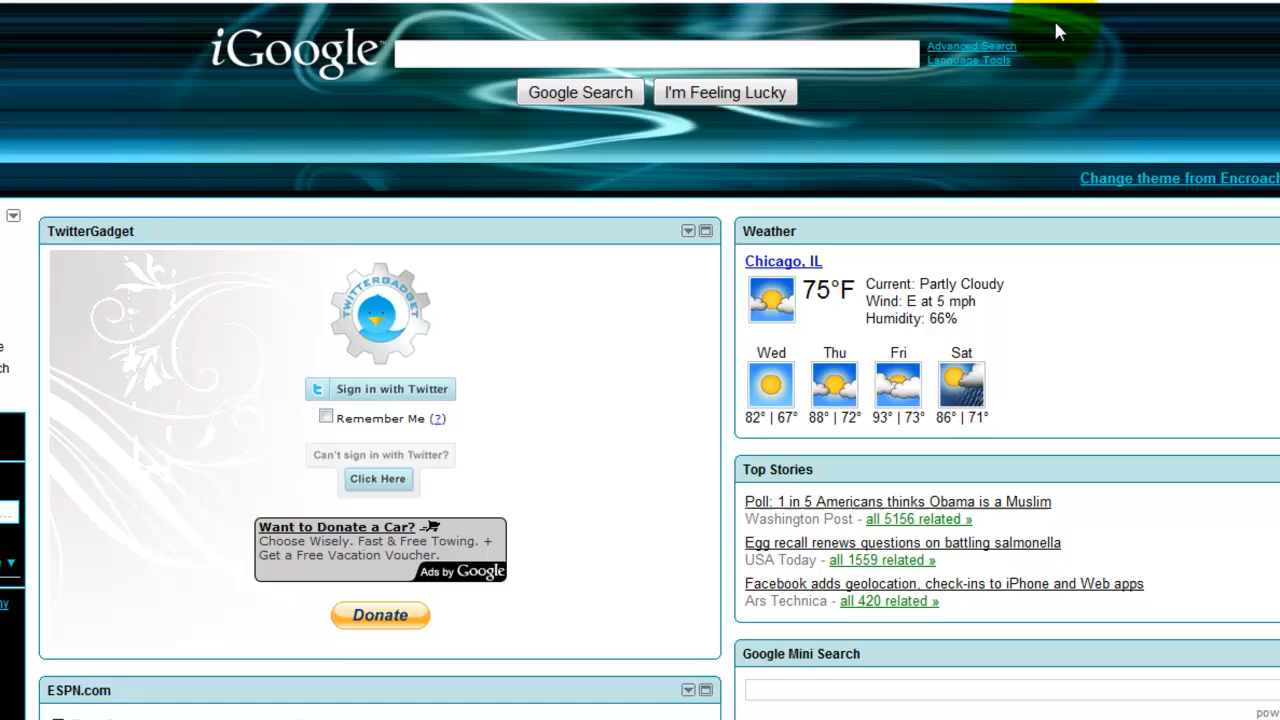 iGoogle™
Advanced Search
Language Tools
Google Search
I'm Feeling Lucky
Change theme from Encroach
TwitterGadget
TWITTERGADGET
Sign in with Twitter
Remember Me (?)
Can't sign in with Twitter?
Click Here
Want to Donate a Car?
Choose Wisely. Fast & Free Towing. +
Get a Free Vacation Voucher.
Ads by Google
Donate
ESPN.com
Weather
Chicago, IL
75°F
Current: Partly Cloudy
Wind: E at 5 mph
Humidity: 66%
Wed Thu Fri Sat
82° | 67° 88° | 72° 93° | 73° 86° | 71°
Top Stories
Poll: 1 in 5 Americans thinks Obama is a Muslim
Washington Post - all 5156 related »
Egg recall renews questions on battling salmonella
USA Today - all 1559 related »
Facebook adds geolocation, check-ins to iPhone and Web apps
Ars Technica - all 420 related »
Google Mini Search
pow